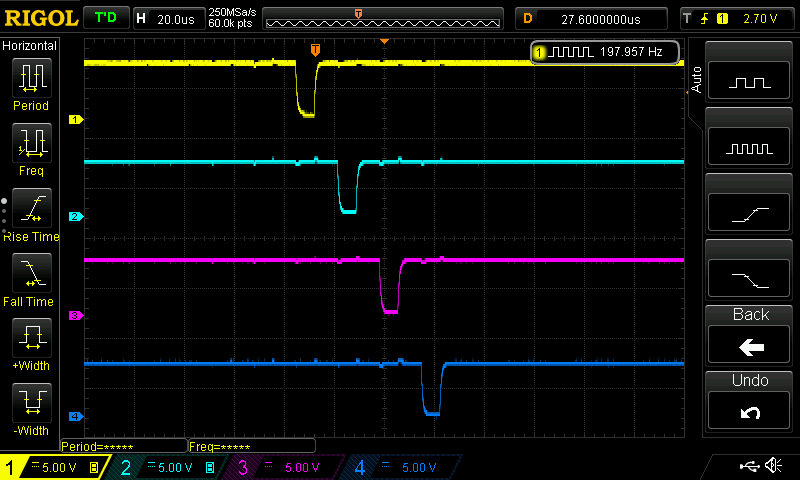 RIGOL T'D H 20.0us 250MSa/s 60.0k pts T D 27.6000000us T 1 2.70 V
Horizontal
T
1 197.957 Hz
Auto
Period
1
Freq
2
Rise Time
Fall Time
3
Back
+Width
Undo
4
-Width
Period=***** Freq=*****
1 5.00 V B 2 5.00 V B 3 5.00 V 4 5.00 V